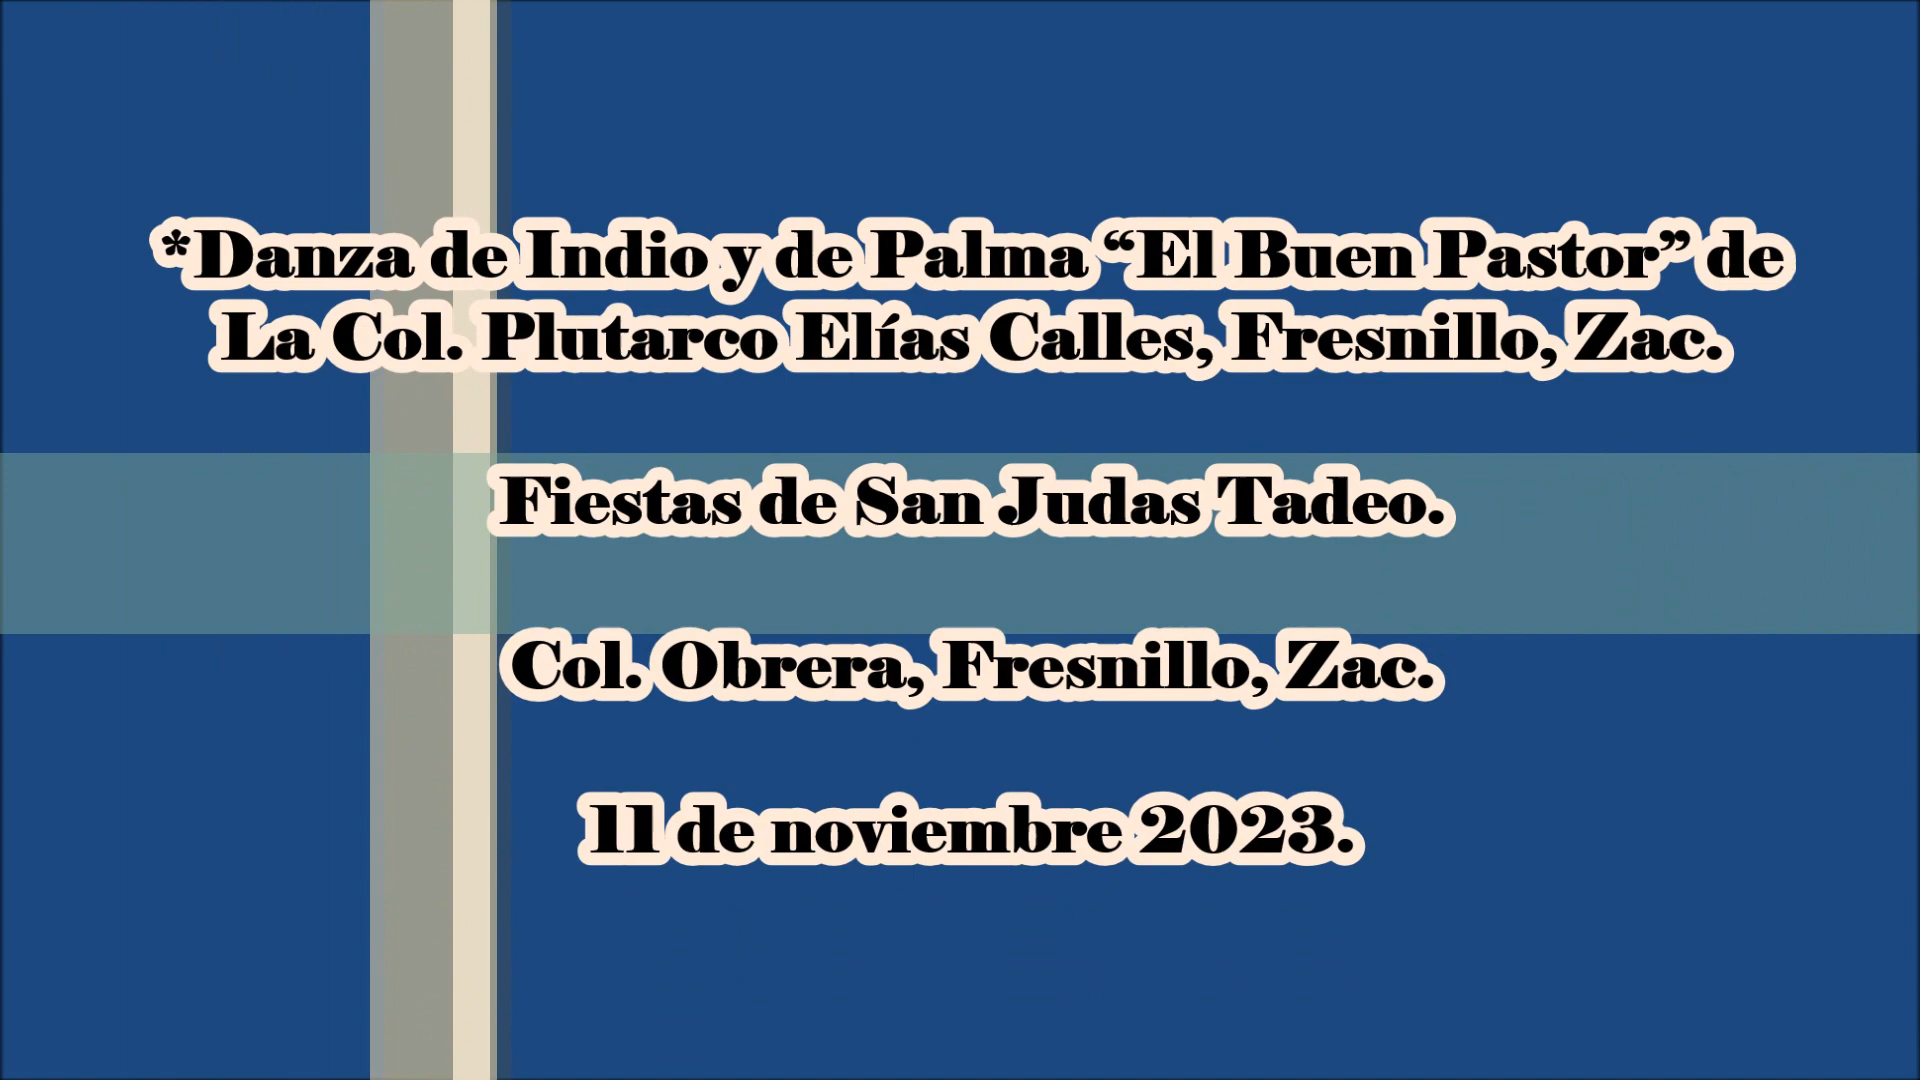 *Danza de Indio y de Palma “El Buen Pastor” de
La Col. Plutarco Elías Calles, Fresnillo, Zac.
Fiestas de San Judas Tadeo.
Col. Obrera, Fresnillo, Zac.
11 de noviembre 2023.